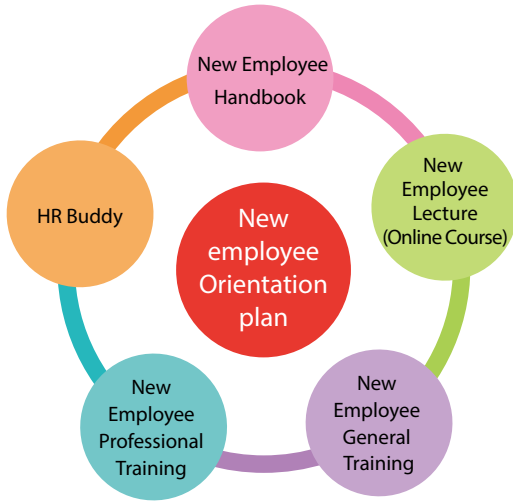 New Employee
Handbook
New
Employee
Lecture
(Online Course)
HR Buddy
New
employee
Orientation
plan
New
Employee
Professional
Training
New
Employee
General
Training